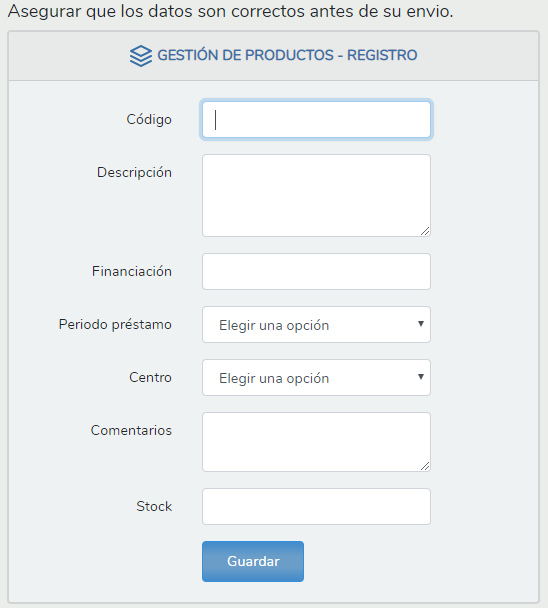 Asegurar que los datos son correctos antes de su envio.
GESTIÓN DE PRODUCTOS - REGISTRO
Código
Descripción
Financiación
Periodo préstamo Elegir una opción
Centro Elegir una opción
Comentarios
Stock
Guardar